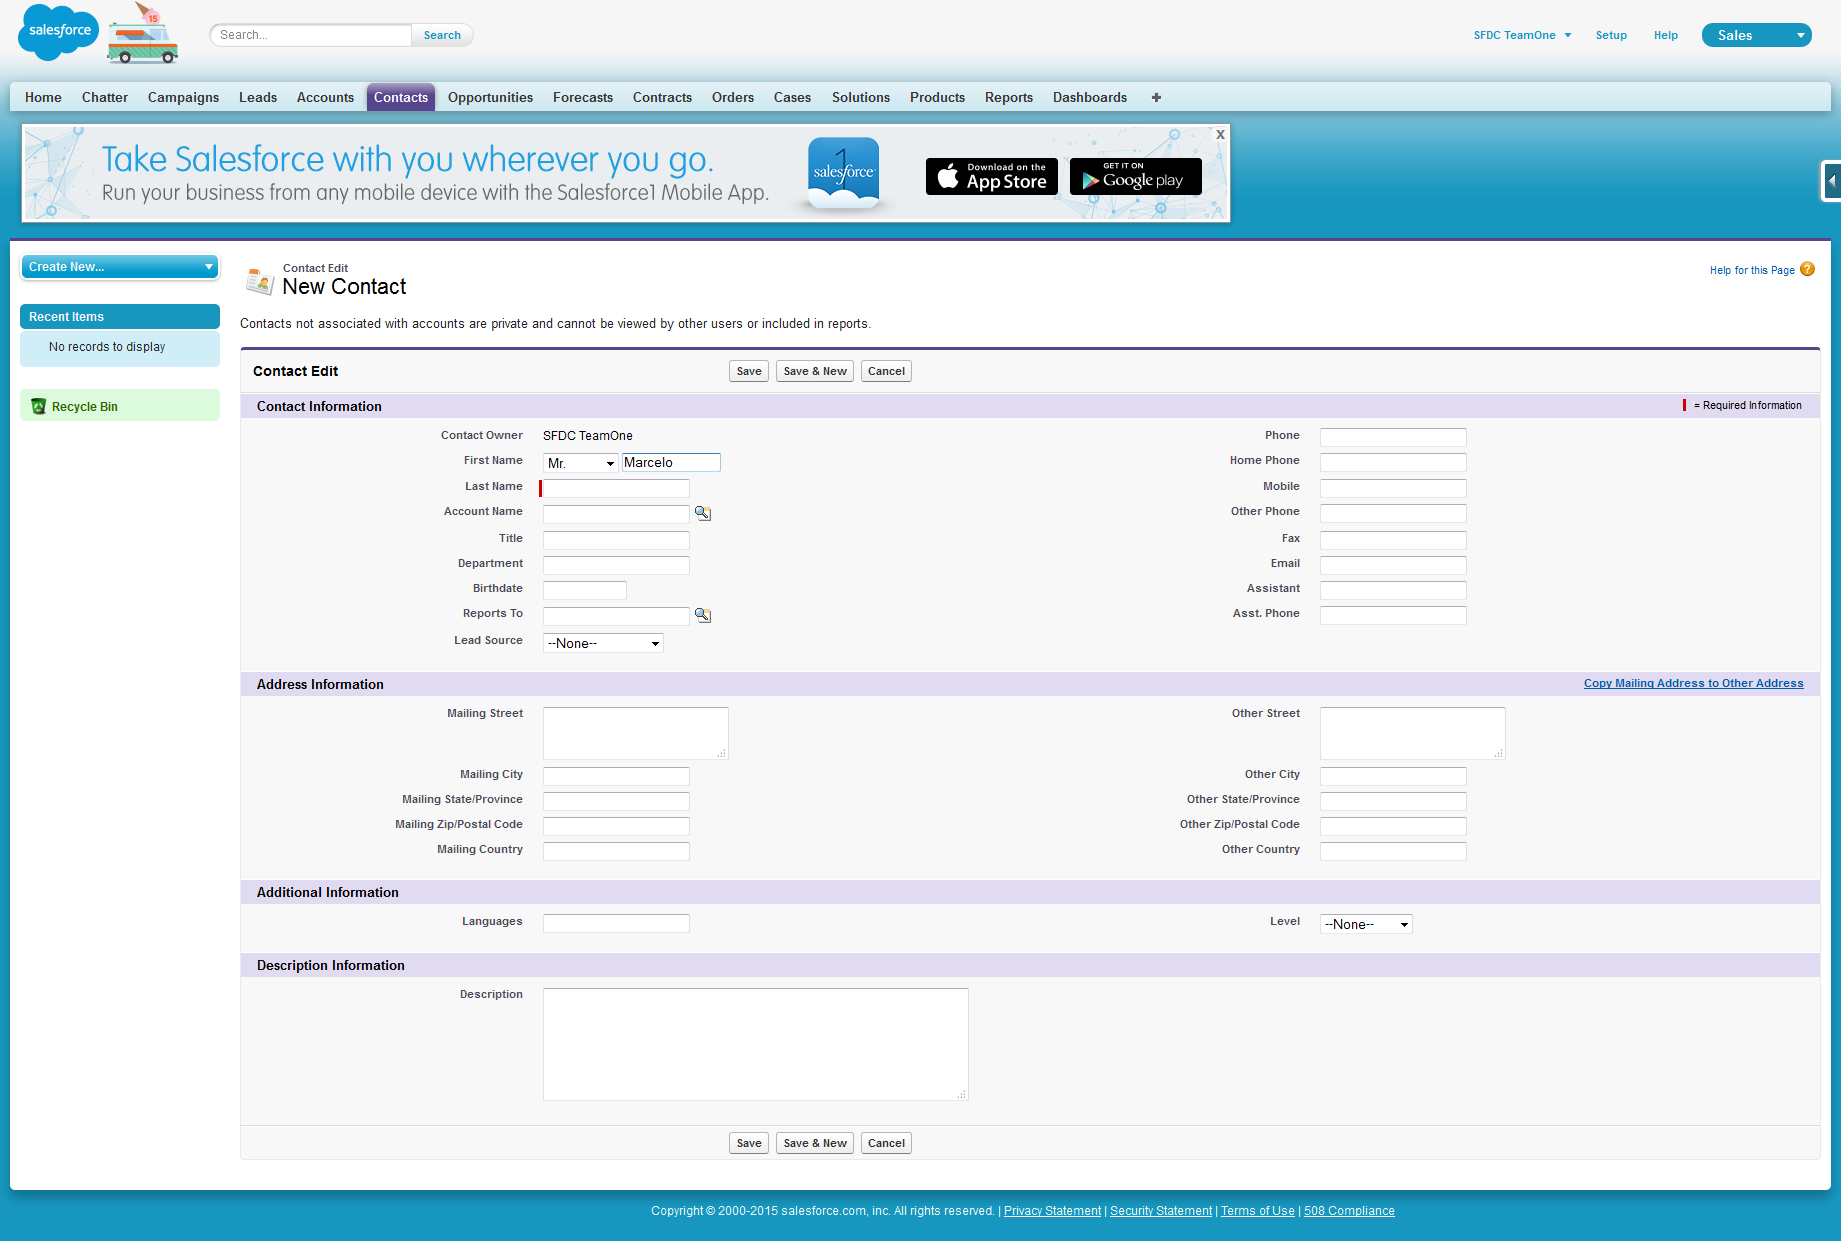 salesforce
15
Search...
Search
SFDC TeamOne
Setup
Help
Sales
Home
Chatter
Campaigns
Leads
Accounts
Contacts
Opportunities
Forecasts
Contracts
Orders
Cases
Solutions
Products
Reports
Dashboards
+
Take Salesforce with you wherever you go.
Run your business from any mobile device with the Salesforce1 Mobile App.
1
salesforce
Download on the
App Store
GET IT ON
Google play
X
Create New...
Recent Items
No records to display
Recycle Bin
Contact Edit
New Contact
Help for this Page ?
Contacts not associated with accounts are private and cannot be viewed by other users or included in reports.
Contact Edit
Save
Save & New
Cancel
Contact Information
= Required Information
Contact Owner
SFDC TeamOne
Phone
First Name
Mr.
Marcelo
Home Phone
Last Name
Mobile
Account Name
Other Phone
Title
Fax
Department
Email
Birthdate
Assistant
Reports To
Asst. Phone
Lead Source
--None--
Address Information
Copy Mailing Address to Other Address
Mailing Street
Other Street
Mailing City
Other City
Mailing State/Province
Other State/Province
Mailing Zip/Postal Code
Other Zip/Postal Code
Mailing Country
Other Country
Additional Information
Languages
Level
--None--
Description Information
Description
Save
Save & New
Cancel
Copyright © 2000-2015 salesforce.com, inc. All rights reserved. | Privacy Statement | Security Statement | Terms of Use | 508 Compliance